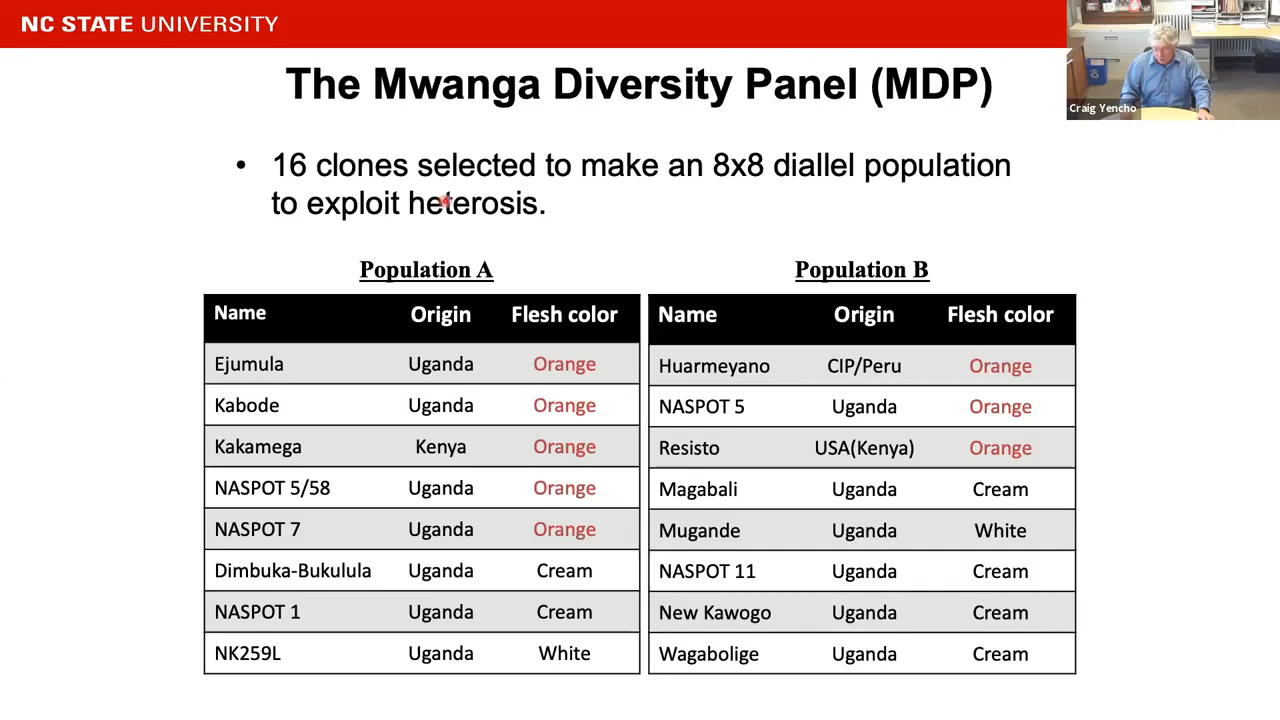 NC STATE UNIVERSITY
Craig Yencho
The Mwanga Diversity Panel (MDP)
• 16 clones selected to make an 8x8 diallel population
to exploit heterosis.
Population A
Name Origin Flesh color
Ejumula Uganda Orange
Kabode Uganda Orange
Kakamega Kenya Orange
NASPOT 5/58 Uganda Orange
NASPOT 7 Uganda Orange
Dimbuka-Bukulula Uganda Cream
NASPOT 1 Uganda Cream
NK259L Uganda White
Population B
Name Origin Flesh color
Huarmeyano CIP/Peru Orange
NASPOT 5 Uganda Orange
Resisto USA(Kenya) Orange
Magabali Uganda Cream
Mugande Uganda White
NASPOT 11 Uganda Cream
New Kawogo Uganda Cream
Wagabolige Uganda Cream